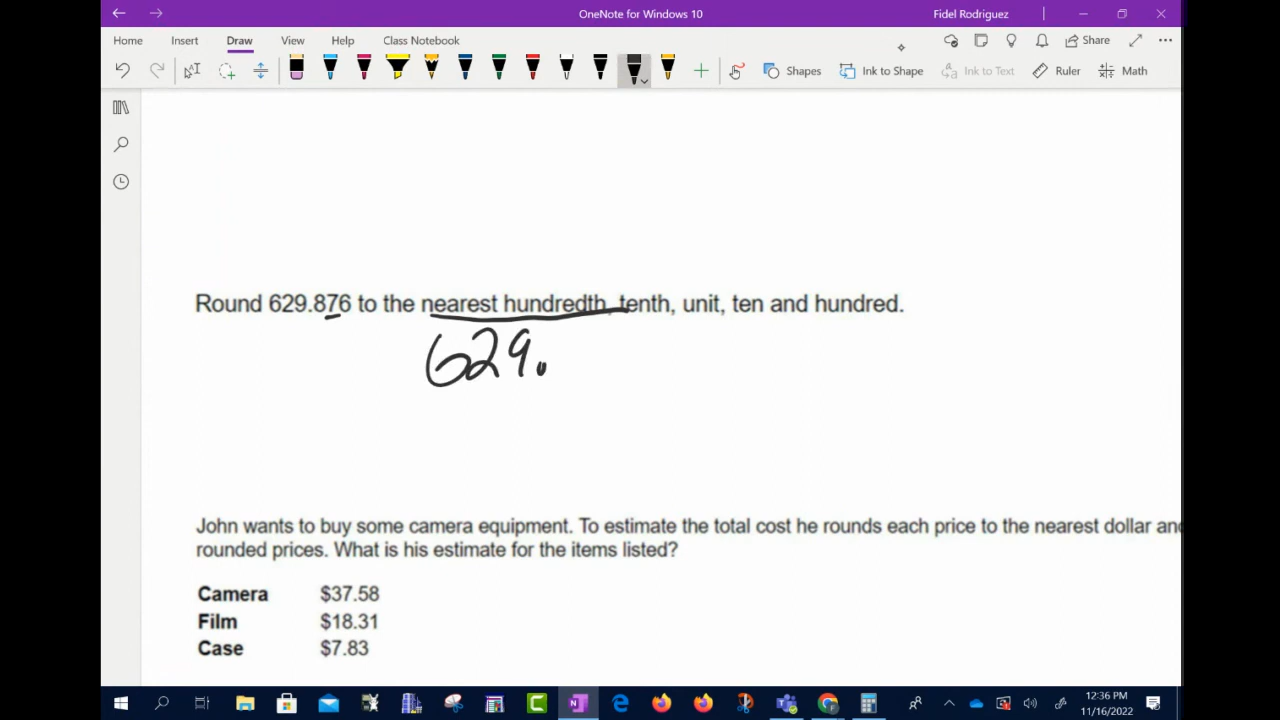 OneNote for Windows 10
Fidel Rodriguez
Home Insert Draw View Help Class Notebook
Share
Shapes
Ink to Shape
Ink to Text
Ruler
Math
Round 629.876 to the nearest hundredth, tenth, unit, ten and hundred.
629.
John wants to buy some camera equipment. To estimate the total cost he rounds each price to the nearest dollar and
rounded prices. What is his estimate for the items listed?
Camera $37.58
Film $18.31
Case $7.83
12:36 PM
11/16/2022